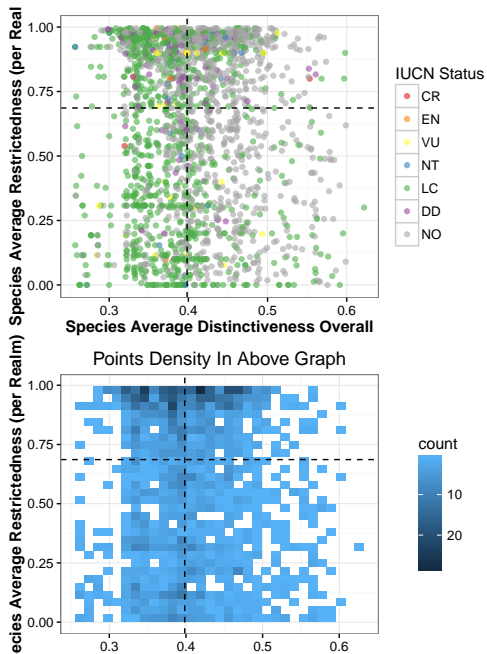 Species Average Restrictedness (per Real
1.00
0.75
0.50
0.25
0.00
0.3
0.4
0.5
0.6
Species Average Distinctiveness Overall
IUCN Status
CR
EN
VU
NT
LC
DD
NO
Points Density In Above Graph
ecies Average Restrictedness (per Realm)
1.00
0.75
0.50
0.25
0.00
0.3
0.4
0.5
0.6
count
10
20